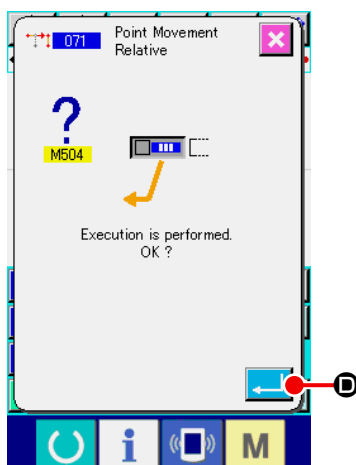 071 Point Movement
Relative
M504
Execution is performed.
OK ?
D
i
M